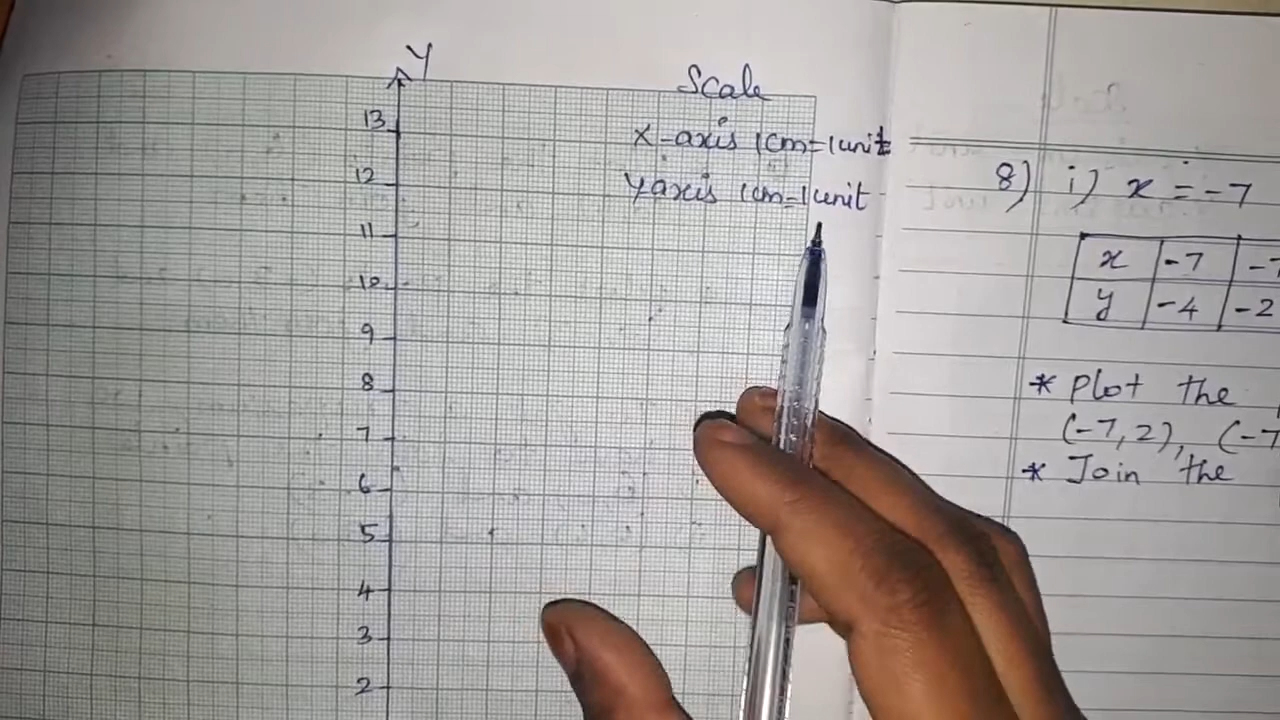 Y
Scale
X-axis 1cm=1unit
Y axis 1cm=1unit
13
12
11
10
9
8
7
6
5
4
3
2
8) i) x = -7
x -7
y -4 -2
* Plot the
(-7,2), (-7
* Join the